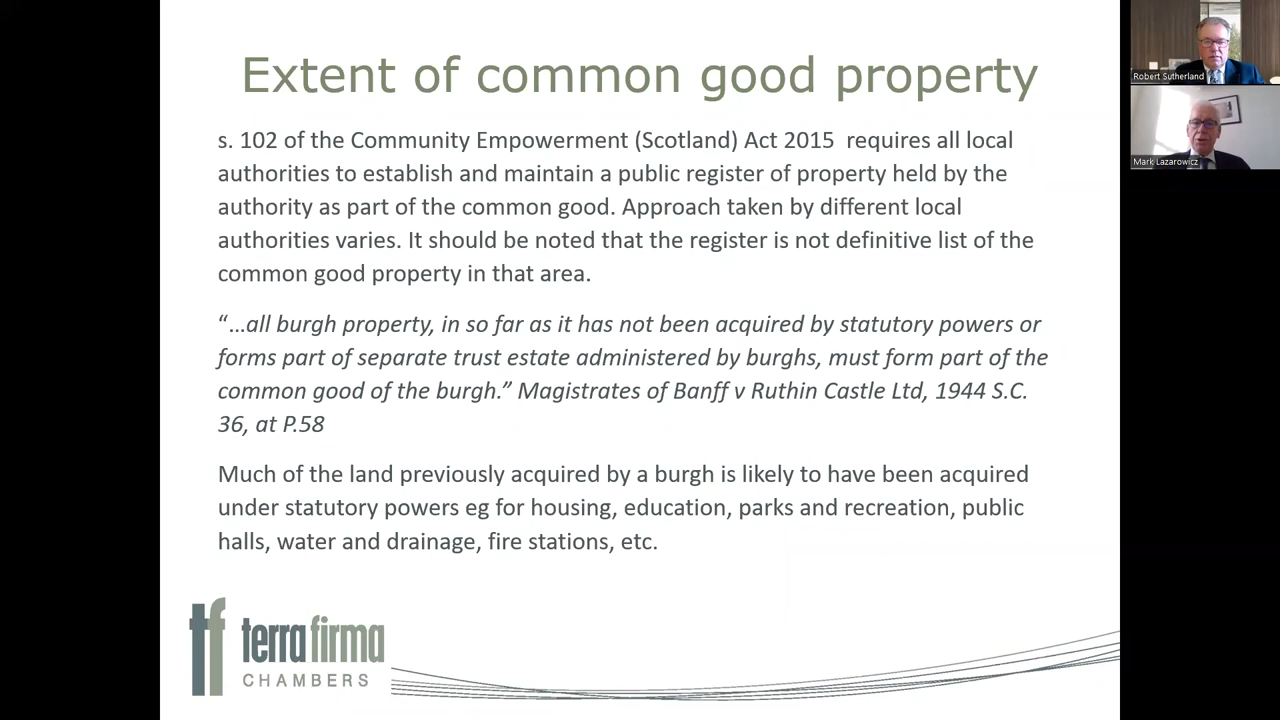 Extent of common good property
s. 102 of the Community Empowerment (Scotland) Act 2015  requires all local
authorities to establish and maintain a public register of property held by the
authority as part of the common good. Approach taken by different local
authorities varies. It should be noted that the register is not definitive list of the
common good property in that area.
“…all burgh property, in so far as it has not been acquired by statutory powers or
forms part of separate trust estate administered by burghs, must form part of the
common good of the burgh.” Magistrates of Banff v Ruthin Castle Ltd, 1944 S.C.
36, at P.58
Much of the land previously acquired by a burgh is likely to have been acquired
under statutory powers eg for housing, education, parks and recreation, public
halls, water and drainage, fire stations, etc.
tf terra firma
CHAMBERS
Robert Sutherland
Mark Lazarowicz